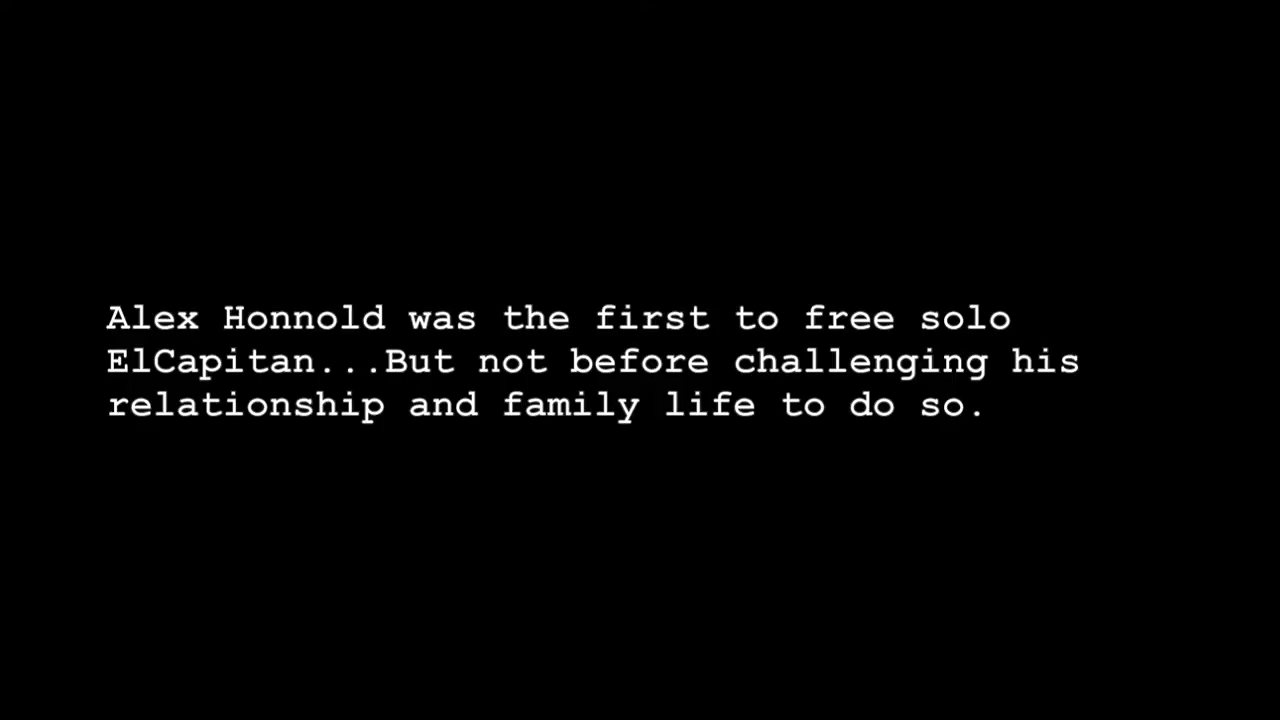 Alex Honnold was the first to free solo
ElCapitan...But not before challenging his
relationship and family life to do so.